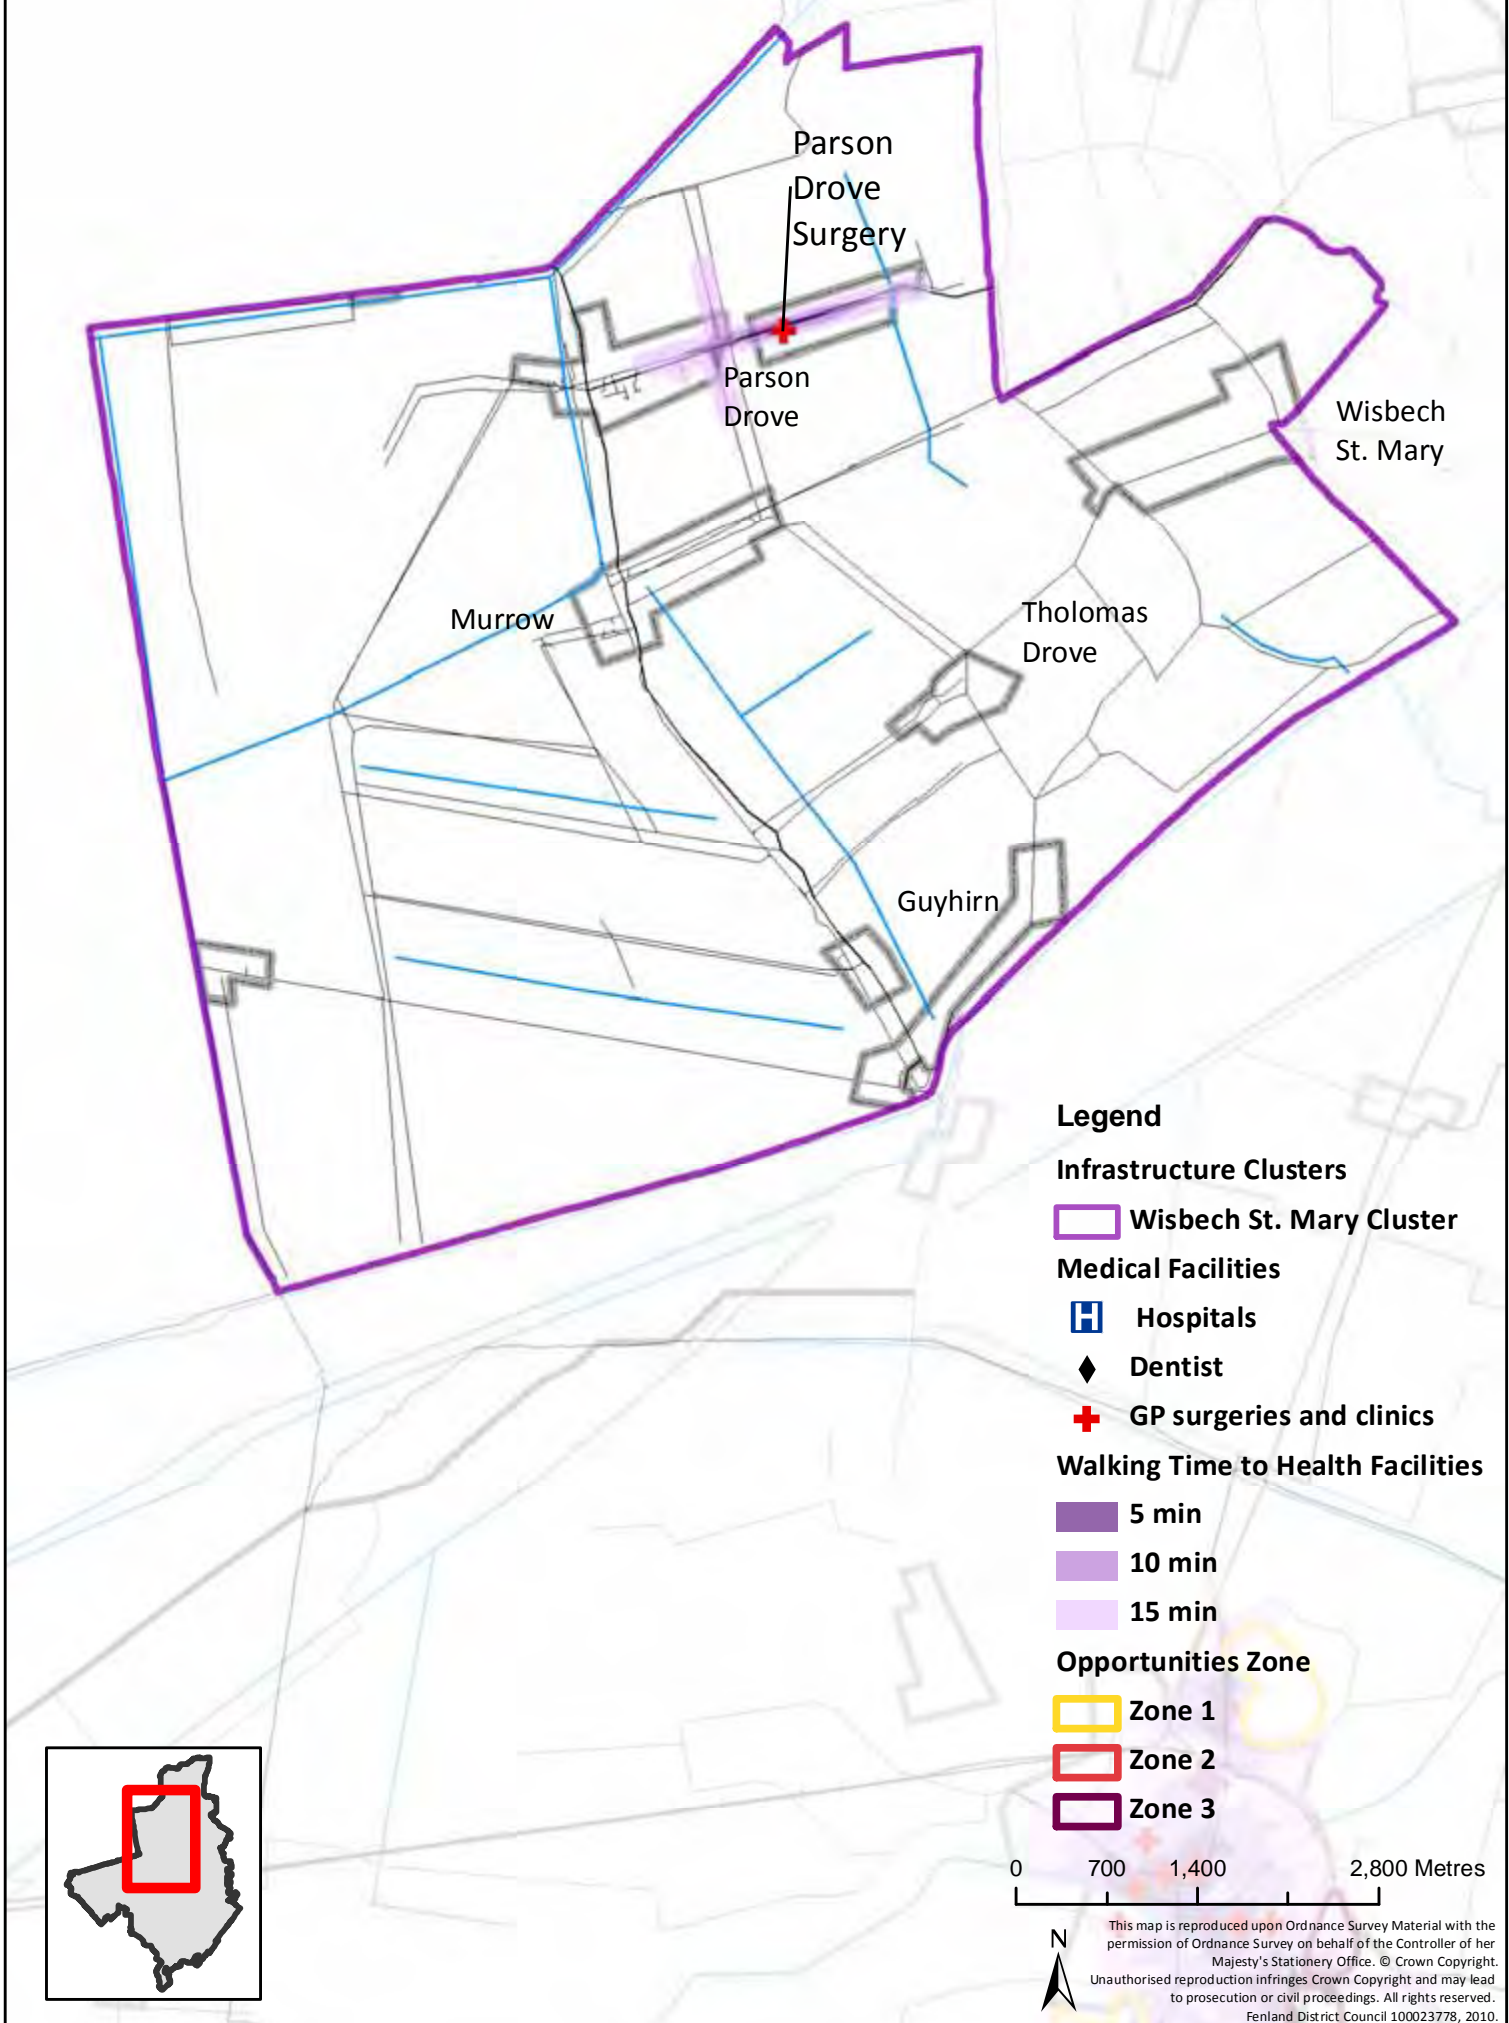 Parson
Drove
Surgery
Parson
Drove
Wisbech
St. Mary
Murrow
Tholomas
Drove
Guyhirn
Legend
Infrastructure Clusters
Wisbech St. Mary Cluster
Medical Facilities
H Hospitals
Dentist
GP surgeries and clinics
Walking Time to Health Facilities
5 min
10 min
15 min
Opportunities Zone
Zone 1
Zone 2
Zone 3
0 700 1,400 2,800 Metres
N
This map is reproduced upon Ordnance Survey Material with the
permission of Ordnance Survey on behalf of the Controller of her
Majesty's Stationery Office. © Crown Copyright.
Unauthorised reproduction infringes Crown Copyright and may lead
to prosecution or civil proceedings. All rights reserved.
Fenland District Council 100023778, 2010.